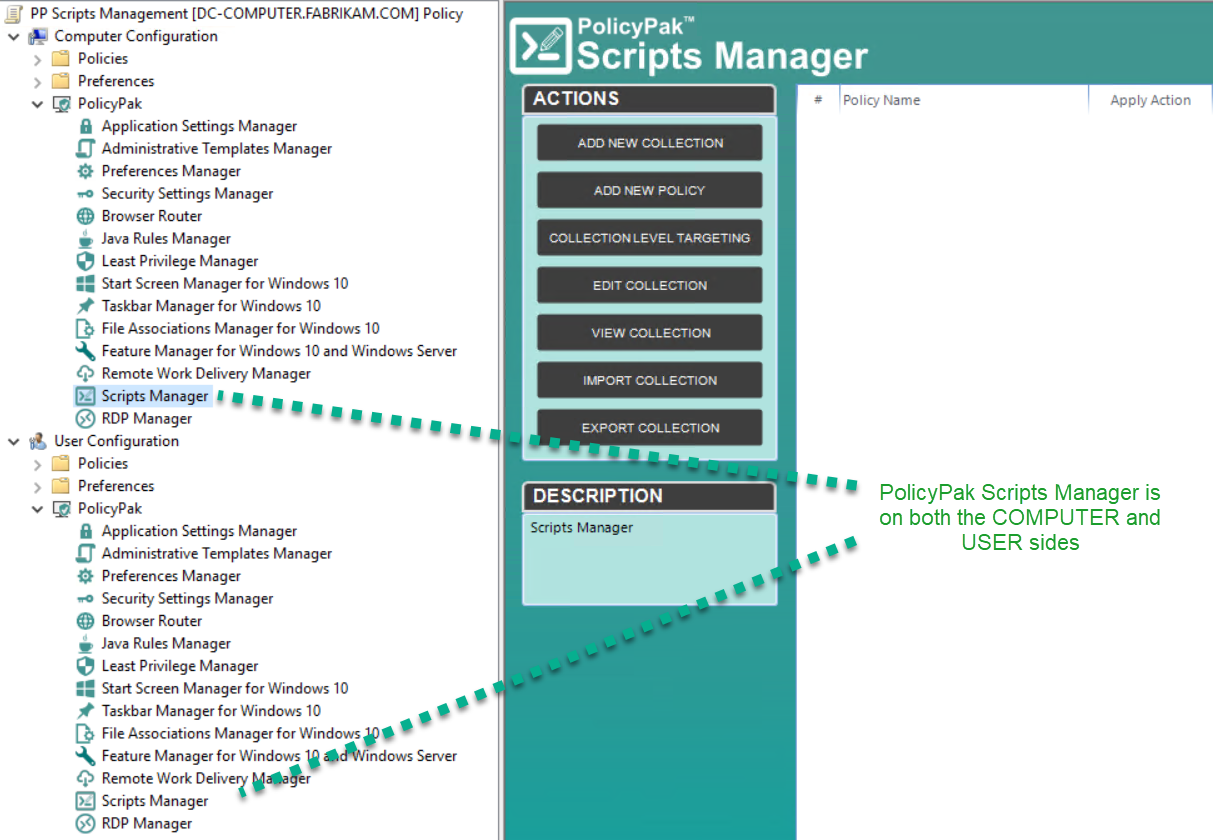 PP Scripts Management [DC-COMPUTER.FABRIKAM.COM] Policy
Computer Configuration
Policies
Preferences
PolicyPak
Application Settings Manager
Administrative Templates Manager
Preferences Manager
Security Settings Manager
Browser Router
Java Rules Manager
Least Privilege Manager
Start Screen Manager for Windows 10
Taskbar Manager for Windows 10
File Associations Manager for Windows 10
Feature Manager for Windows 10 and Windows Server
Remote Work Delivery Manager
Scripts Manager
RDP Manager
User Configuration
Policies
Preferences
PolicyPak
Application Settings Manager
Administrative Templates Manager
Preferences Manager
Security Settings Manager
Browser Router
Java Rules Manager
Least Privilege Manager
Start Screen Manager for Windows 10
Taskbar Manager for Windows 10
File Associations Manager for Windows 10
Feature Manager for Windows 10 and Windows Server
Remote Work Delivery Manager
Scripts Manager
RDP Manager
PolicyPak™
Scripts Manager
ACTIONS
ADD NEW COLLECTION
ADD NEW POLICY
COLLECTION LEVEL TARGETING
EDIT COLLECTION
VIEW COLLECTION
IMPORT COLLECTION
EXPORT COLLECTION
DESCRIPTION
Scripts Manager
# Policy Name Apply Action
PolicyPak Scripts Manager is
on both the COMPUTER and
USER sides